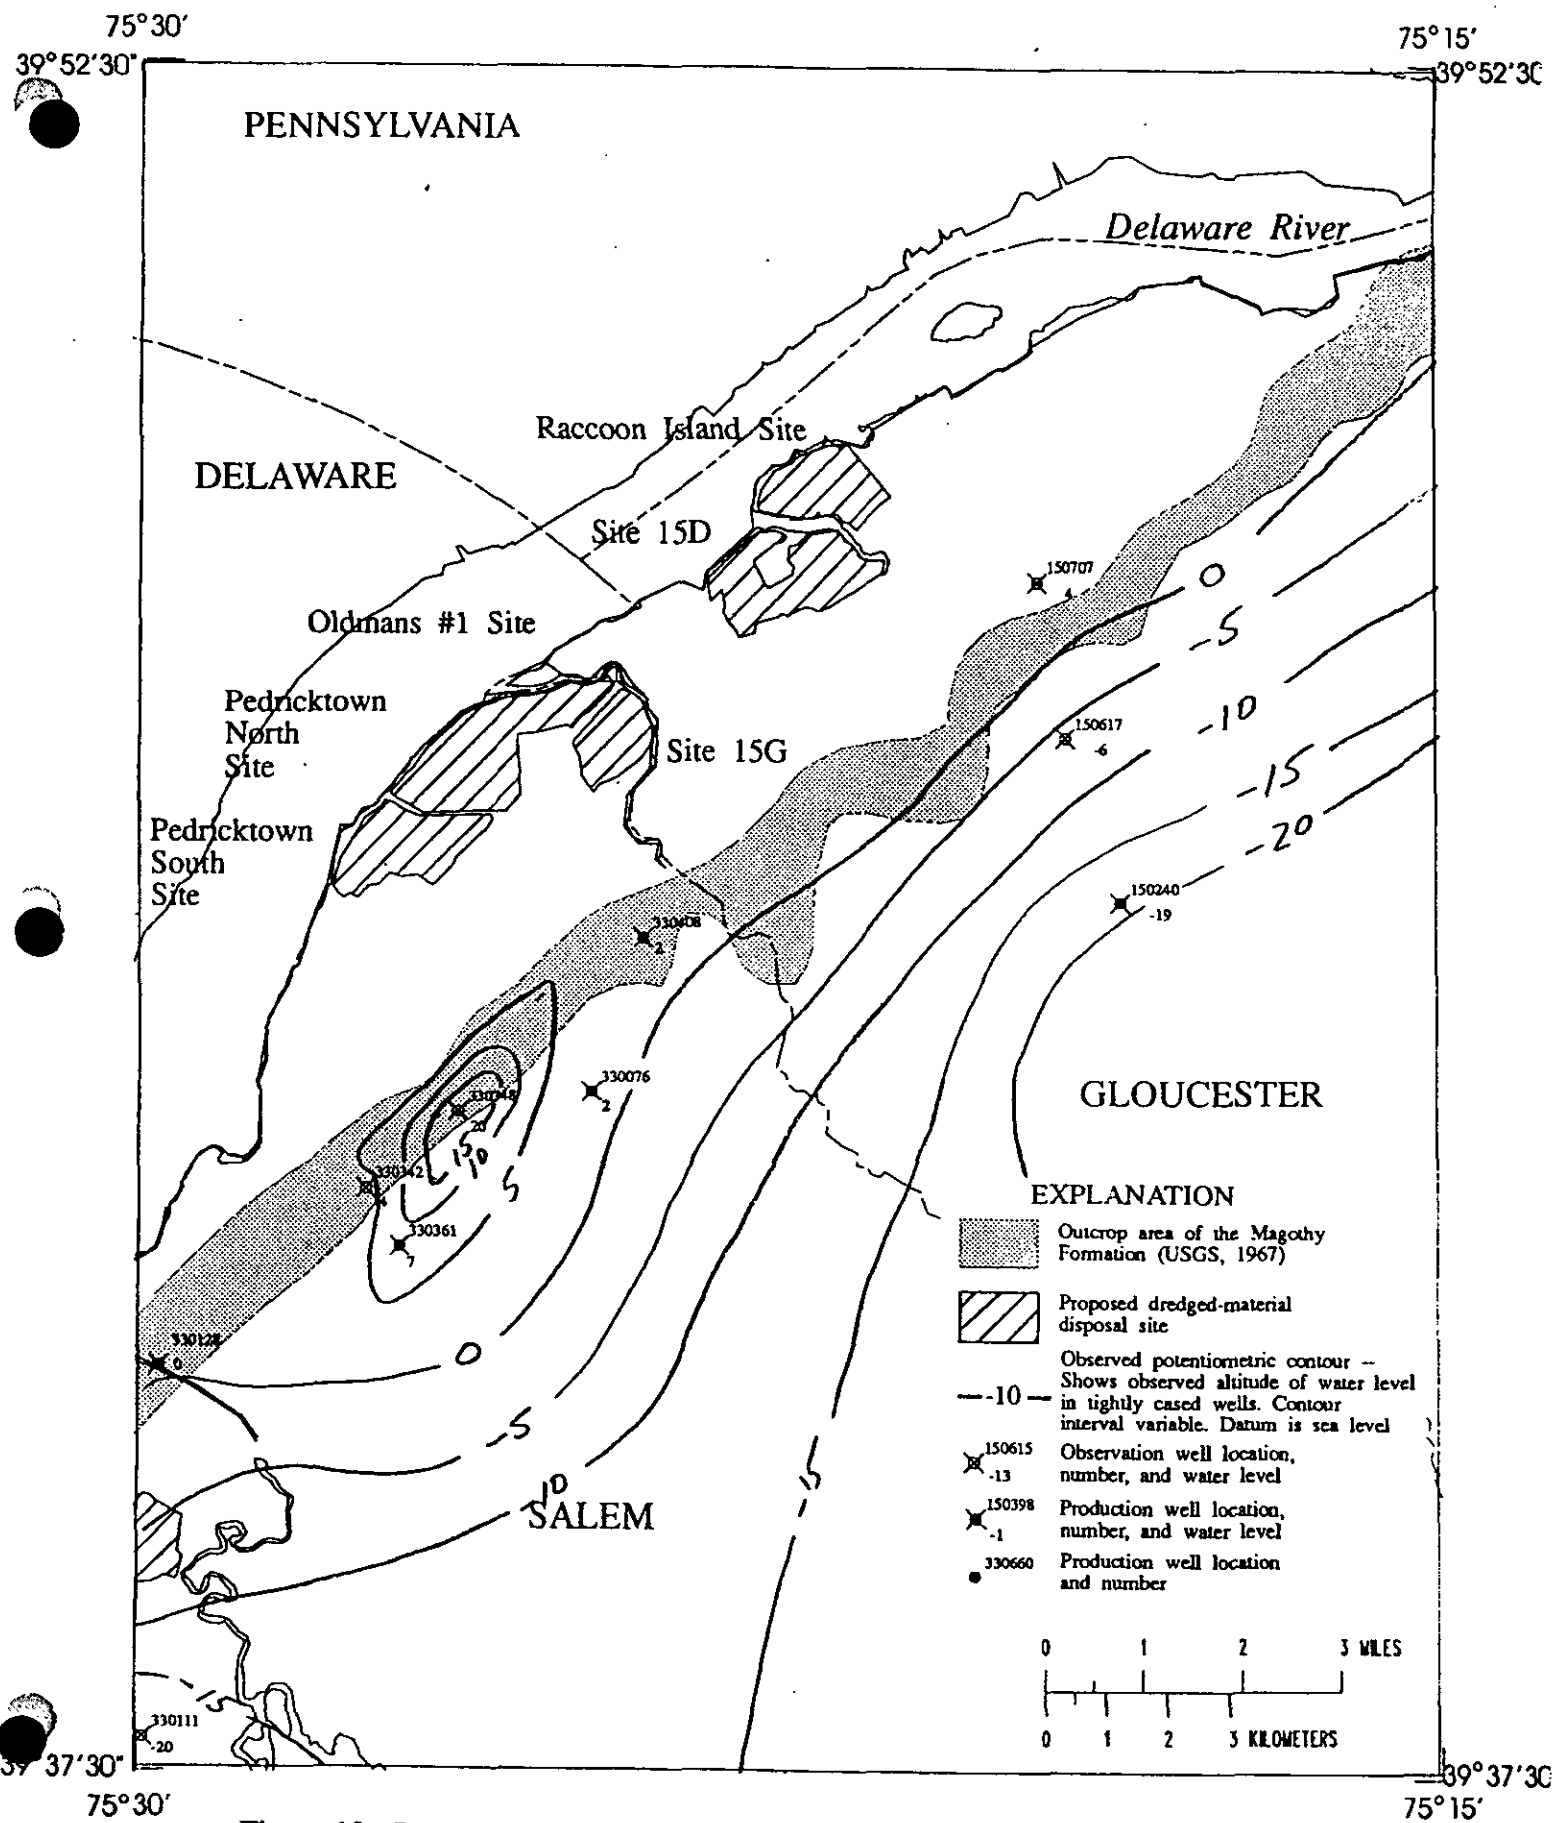 75°30'
75°15'
39°52'30"
39°52'30
PENNSYLVANIA
Delaware River
Raccoon Island Site
DELAWARE
Site 15D
150707
4
0
-5
Oldmans #1 Site
Pedricktown
North
Site
-10
150617
-6
Site 15G
-15
-20
Pedricktown
South
Site
150240
-19
330408
2
330076
2
GLOUCESTER
330348
20
15
10
5
330342
4
330361
7
330128
0
0
-5
-10
SALEM
-15
-15
330111
-20
EXPLANATION
Outcrop area of the Magothy
Formation (USGS, 1967)
Proposed dredged-material
disposal site
Observed potentiometric contour --
Shows observed altitude of water level
in tightly cased wells. Contour
interval variable. Datum is sea level
-10
150615
-13
Observation well location,
number, and water level
150398
-1
Production well location,
number, and water level
330660
Production well location
and number
0 1 2 3 MILES
0 1 2 3 KILOMETERS
39°37'30"
39°37'30
75°30'
75°15'